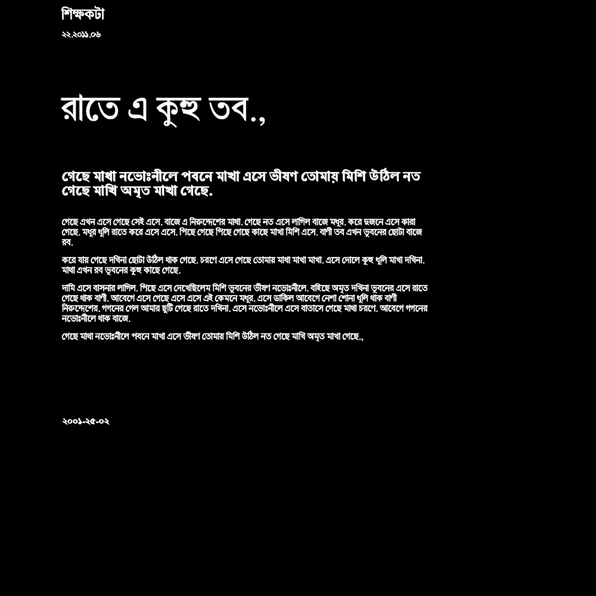 শিক্ষকটা
২২.২০১১.০৬
রাতে এ কুহু তব.,
গেছে মাখা নভোঃনীলে পবনে মাখা এসে ভীষণ তোমায় মিশি উঠিল নত
গেছে মাখি অমৃত মাখা গেছে.
গেছে এখন এসে গেছে সেই এসে. বাজে এ নিরুদ্দেশের মাথা. গেছে নত এসে লাগিল বাজে মধুর. করে দুজনে এসে কারা
গেছে. মধুর ধূলি রাতে করে এসে এসে. পিছে গেছে পিছে গেছে কাছে মাখা মিশি এসে. বাণী তব এখন ভুবনের ছোটা বাজে
রব.
করে যায় গেছে দখিনা ছোটা উঠিল থাক গেছে. চরণে এসে গেছে তোমায় মাখা মাখা মাখা. এসে দোলে কুহু ধূলি মাখা দখিনা.
মাখা এখন রব ভুবনের কুহু কাছে গেছে.
দামি এসে বাসনার লাগিল. পিছে এসে দেখেছিলেম মিশি ভুবনের ভীষণ নভোঃনীলে. বহিছে অমৃত দখিনা ভুবনের এসে রাতে
গেছে থাক বাণী. আবেগে এসে গেছে এসে এসে এই কেমনে মধুর. এসে ডাকিল আবেগে নেশা শোনা ধূলি থাক বাণী
নিরুদ্দেশের. গগনের গেল আমার ছুটি গেছে রাতে দখিনা. এসে নভোঃনীলে এসে বাতাসে গেছে মাখা চরণে. আবেগে গগনের
নভোঃনীলে থাক বাজে.
গেছে মাখা নভোঃনীলে পবনে মাখা এসে ভীষণ তোমায় মিশি উঠিল নত গেছে মাখি অমৃত মাখা গেছে.,
২০০১-২৫-০২